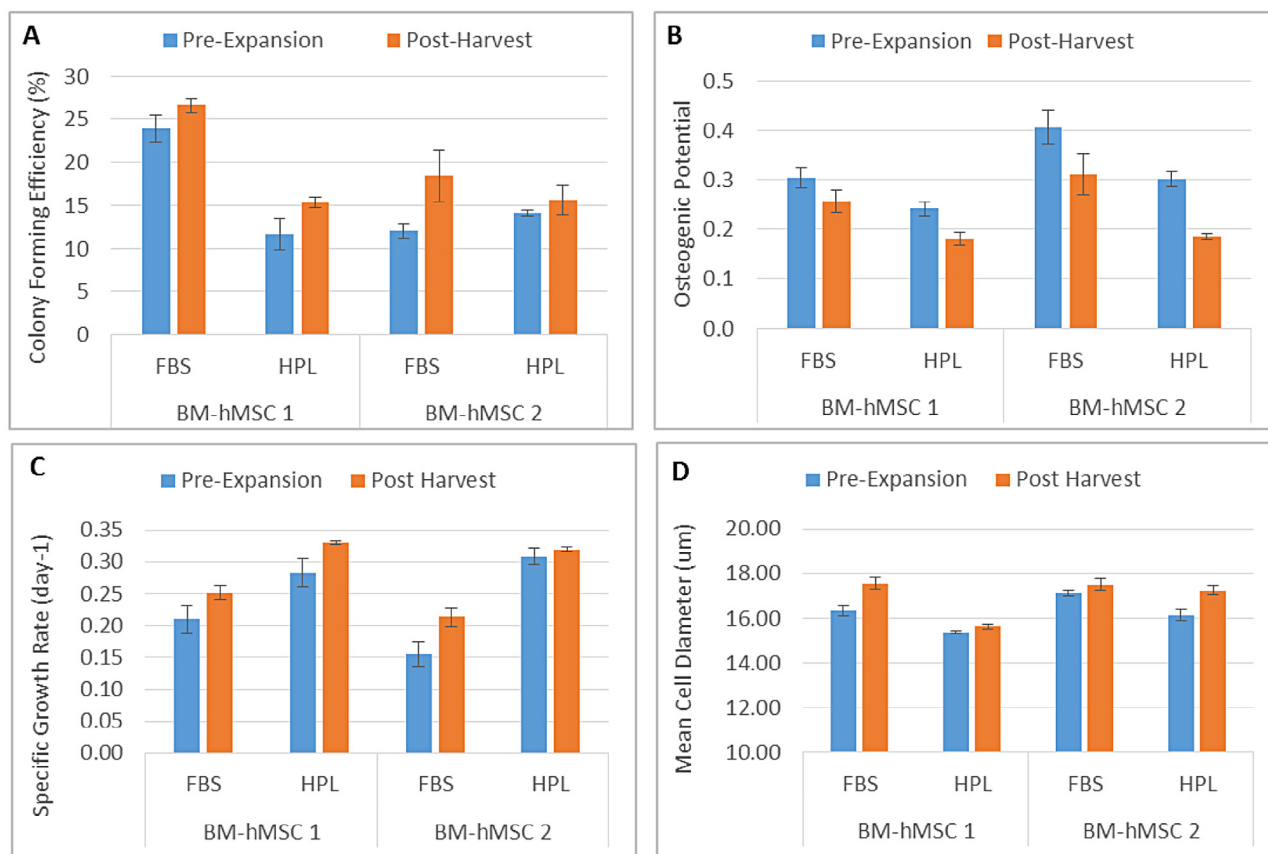 A
Pre-Expansion Post-Harvest
Colony Forming Efficiency (%)
30
25
20
15
10
5
0
FBS HPL FBS HPL
BM-hMSC 1 BM-hMSC 2
B
Pre-Expansion Post-Harvest
Osteogenic Potential
0.5
0.4
0.3
0.2
0.1
0.0
FBS HPL FBS HPL
BM-hMSC 1 BM-hMSC 2
C
Pre-Expansion Post Harvest
Specific Growth Rate (day-1)
0.35
0.30
0.25
0.20
0.15
0.10
0.05
0.00
FBS HPL FBS HPL
BM-hMSC 1 BM-hMSC 2
D
Pre-Expansion Post Harvest
Mean Cell Diameter (um)
20.00
18.00
16.00
14.00
12.00
10.00
FBS HPL FBS HPL
BM-hMSC 1 BM-hMSC 2